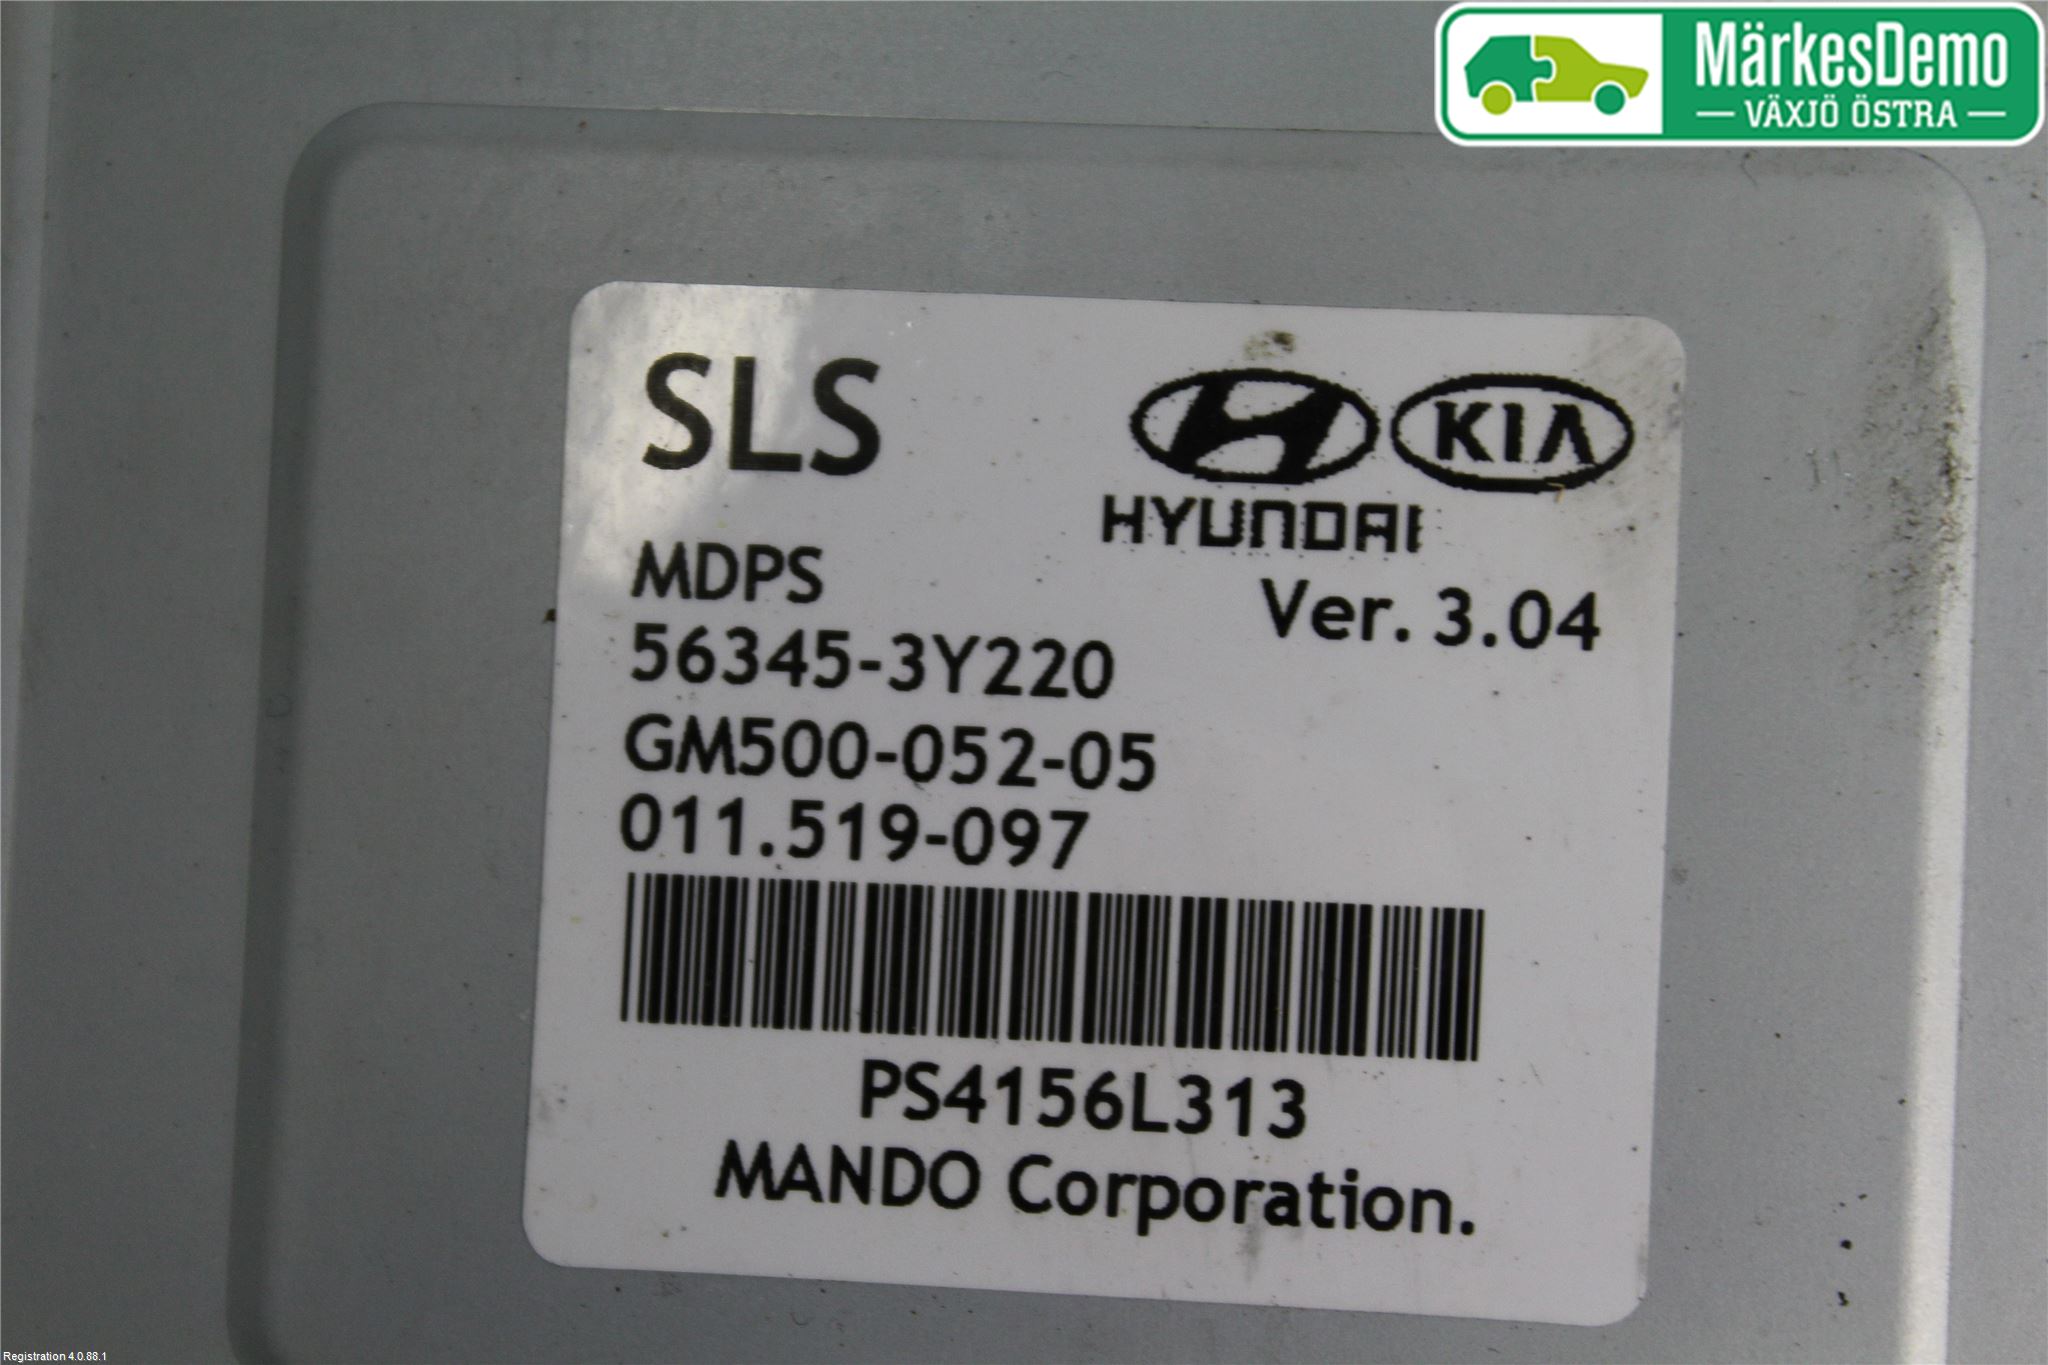 MärkesDemo
VÄXJÖ ÖSTRA
SLS
KIA
HYUNDAI
MDPS
Ver. 3.04
56345-3Y220
GM500-052-05
011.519-097
PS4156L313
MANDO Corporation.
Registration 4.0.88.1